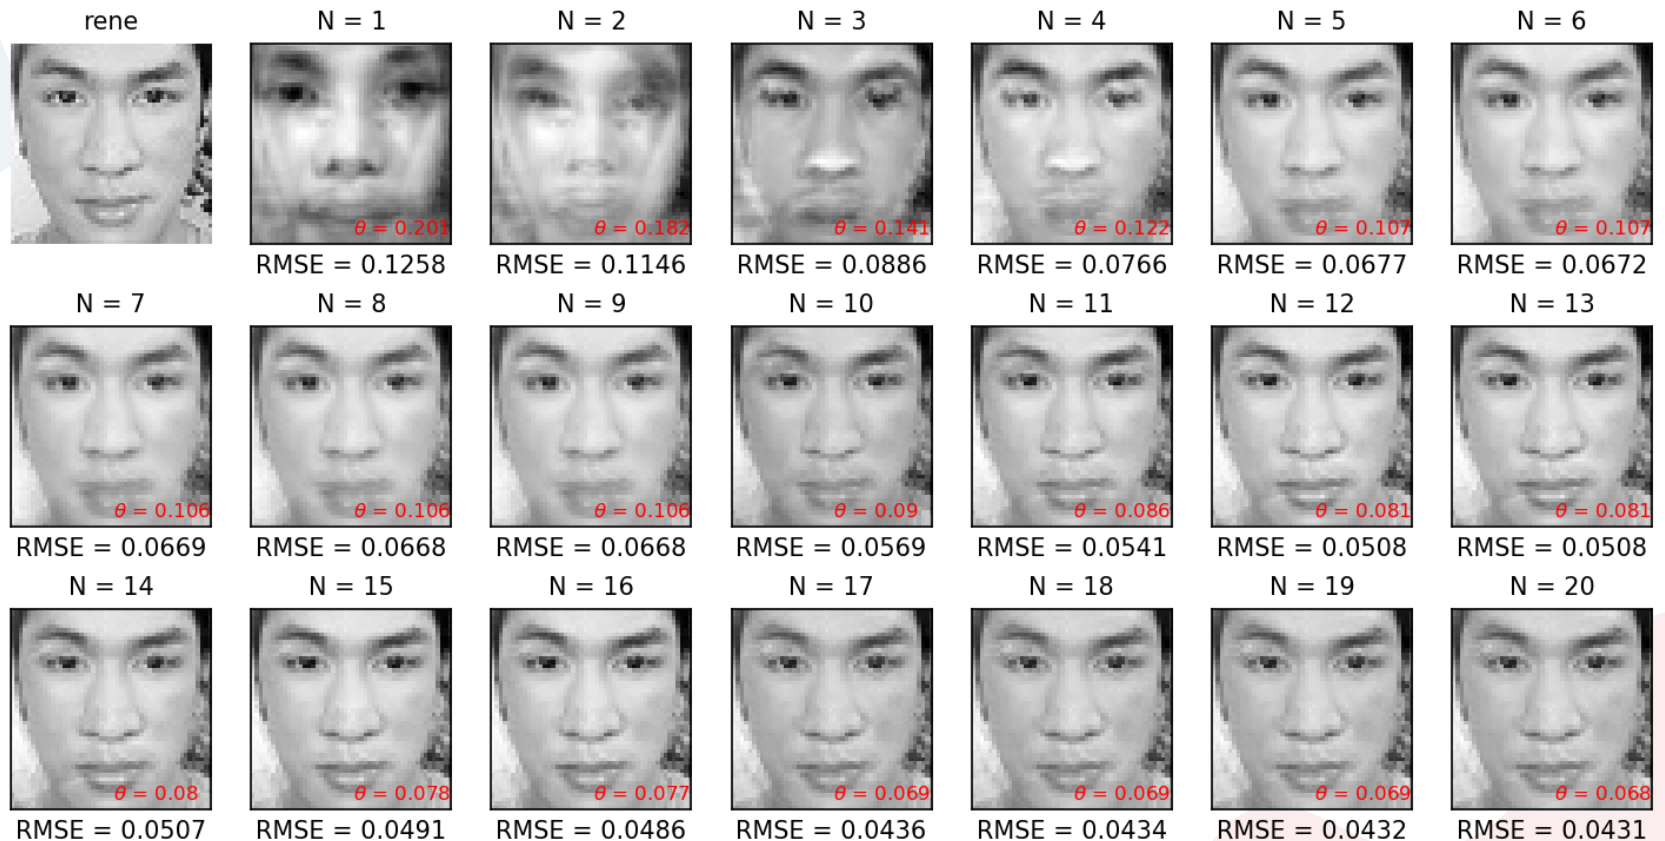 rene N = 1 N = 2 N = 3 N = 4 N = 5 N = 6
θ = 0.201 θ = 0.182 θ = 0.141 θ = 0.122 θ = 0.107 θ = 0.107
RMSE = 0.1258 RMSE = 0.1146 RMSE = 0.0886 RMSE = 0.0766 RMSE = 0.0677 RMSE = 0.0672
N = 7 N = 8 N = 9 N = 10 N = 11 N = 12 N = 13
θ = 0.106 θ = 0.106 θ = 0.106 θ = 0.09 θ = 0.086 θ = 0.081 θ = 0.081
RMSE = 0.0669 RMSE = 0.0668 RMSE = 0.0668 RMSE = 0.0569 RMSE = 0.0541 RMSE = 0.0508 RMSE = 0.0508
N = 14 N = 15 N = 16 N = 17 N = 18 N = 19 N = 20
θ = 0.08 θ = 0.078 θ = 0.077 θ = 0.069 θ = 0.069 θ = 0.069 θ = 0.068
RMSE = 0.0507 RMSE = 0.0491 RMSE = 0.0486 RMSE = 0.0436 RMSE = 0.0434 RMSE = 0.0432 RMSE = 0.0431